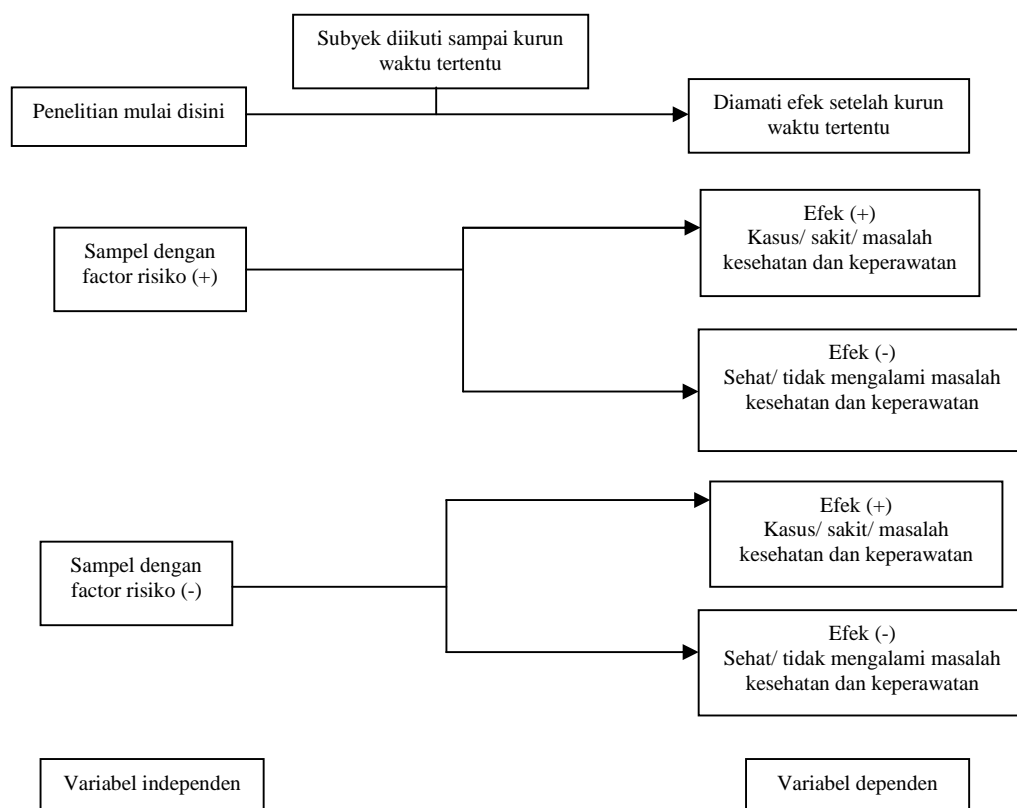 Subyek diikuti sampai kurun
waktu tertentu
Penelitian mulai disini
Diamati efek setelah kurun
waktu tertentu
Sampel dengan
factor risiko (+)
Efek (+)
Kasus/ sakit/ masalah
kesehatan dan keperawatan
Efek (-)
Sehat/ tidak mengalami masalah
kesehatan dan keperawatan
Sampel dengan
factor risiko (-)
Efek (+)
Kasus/ sakit/ masalah
kesehatan dan keperawatan
Efek (-)
Sehat/ tidak mengalami masalah
kesehatan dan keperawatan
Variabel independen
Variabel dependen